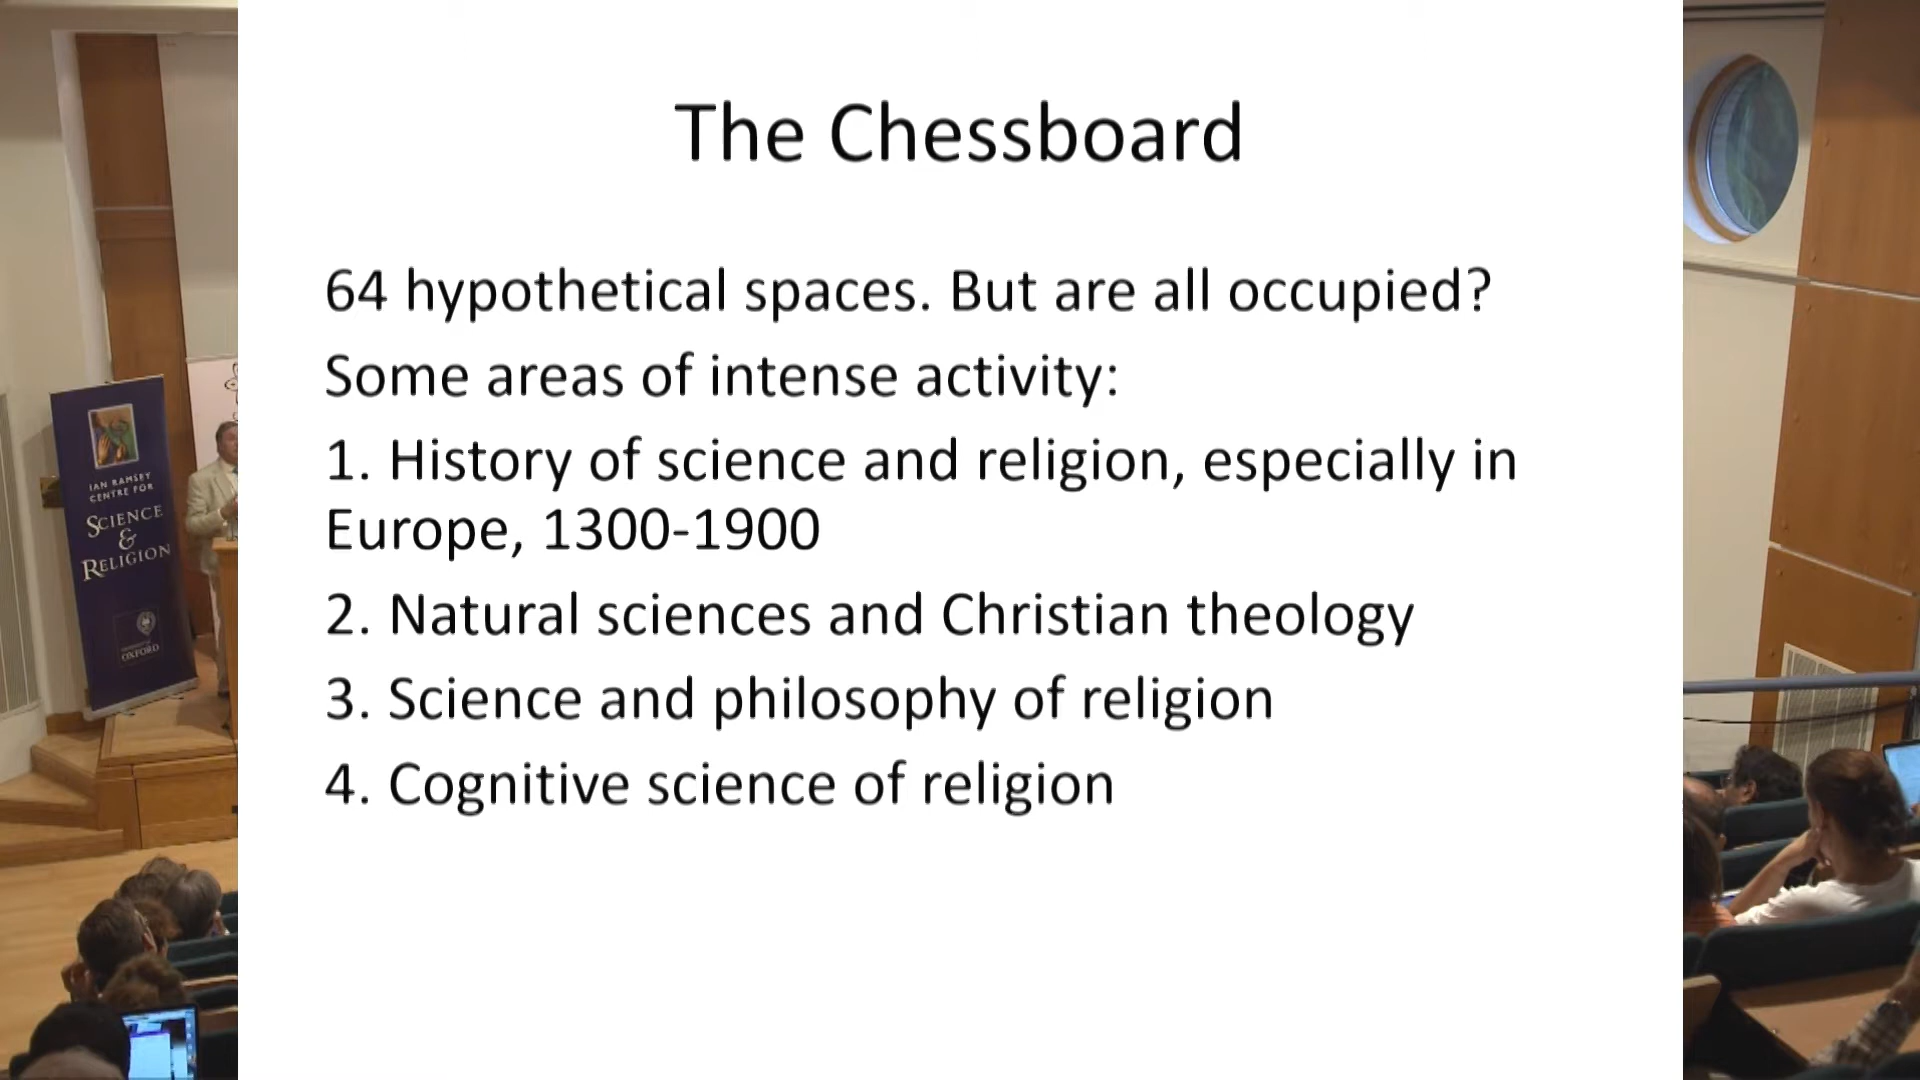 The Chessboard
64 hypothetical spaces. But are all occupied?
Some areas of intense activity:
1. History of science and religion, especially in
Europe, 1300-1900
2. Natural sciences and Christian theology
3. Science and philosophy of religion
4. Cognitive science of religion
IAN RAMSEY
CENTRE FOR
SCIENCE
&
RELIGION
UNIVERSITY OF
OXFORD